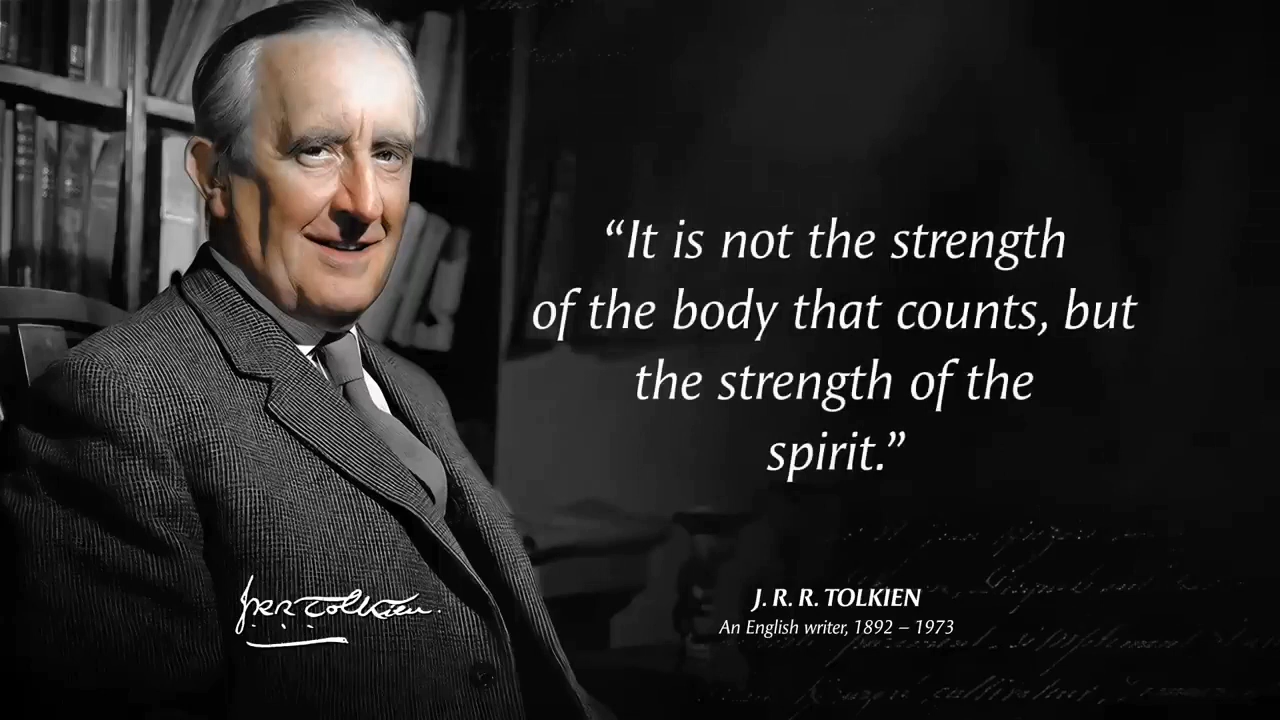 “It is not the strength
of the body that counts, but
the strength of the
spirit.”
J.R.R. Tolkien.
J. R. R. TOLKIEN
An English writer, 1892 – 1973